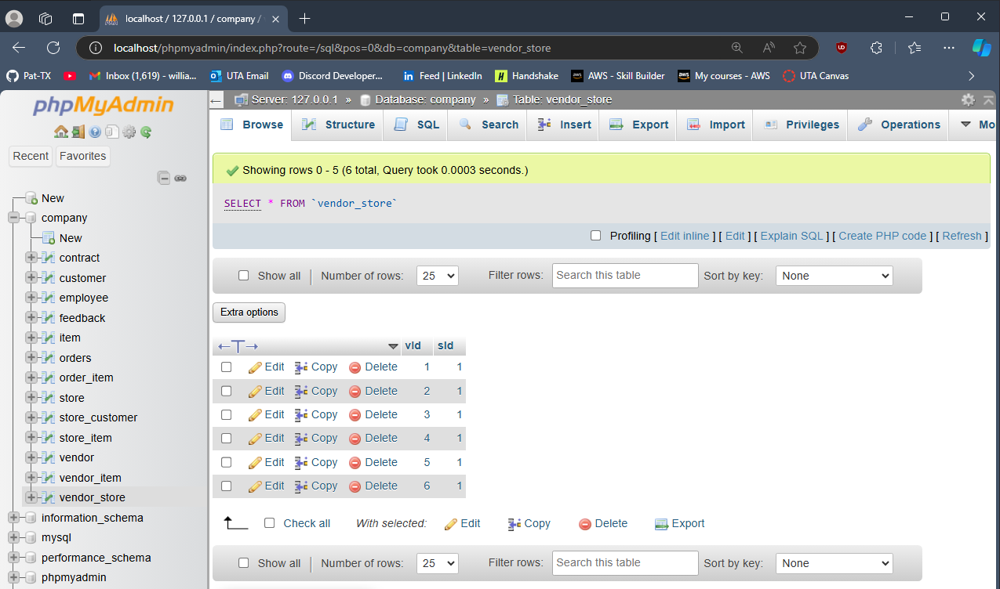 localhost / 127.0.0.1 / company /
localhost/phpmyadmin/index.php?route=/sql&pos=0&db=company&table=vendor_store
Pat-TX Inbox (1,619) - willia... UTA Email Discord Developer... Feed | LinkedIn Handshake AWS - Skill Builder My courses - AWS UTA Canvas
phpMyAdmin
Recent Favorites
New
company
New
contract
customer
employee
feedback
item
orders
order_item
store
store_customer
store_item
vendor
vendor_item
vendor_store
information_schema
mysql
performance_schema
phpmyadmin
Server: 127.0.0.1 » Database: company » Table: vendor_store
Browse Structure SQL Search Insert Export Import Privileges Operations Mo
Showing rows 0 - 5 (6 total, Query took 0.0003 seconds.)
SELECT * FROM `vendor_store`
Profiling [ Edit inline ] [ Edit ] [ Explain SQL ] [ Create PHP code ] [ Refresh ]
Show all | Number of rows: 25 Filter rows: Search this table Sort by key: None
Extra options
←T→ vId sId
Edit Copy Delete 1 1
Edit Copy Delete 2 1
Edit Copy Delete 3 1
Edit Copy Delete 4 1
Edit Copy Delete 5 1
Edit Copy Delete 6 1
Check all With selected: Edit Copy Delete Export
Show all | Number of rows: 25 Filter rows: Search this table Sort by key: None